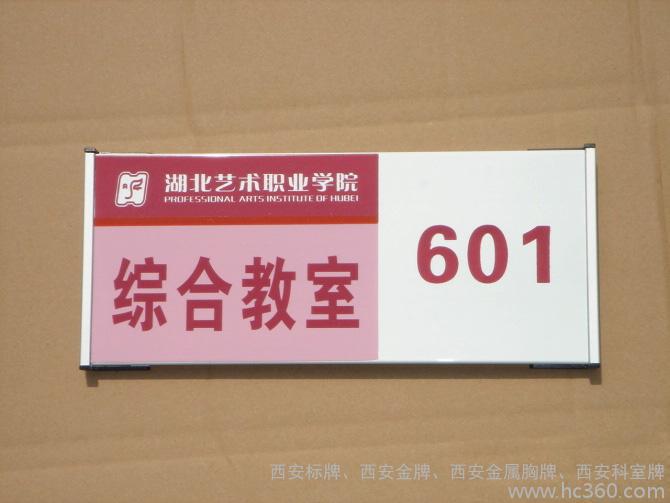 湖北艺术职业学院
PROFESSIONAL ARTS INSTITUTE OF HUBEI
综合教室
601
西安标牌、西安金牌、西安金属胸牌、西安科室牌
www.hc360.com